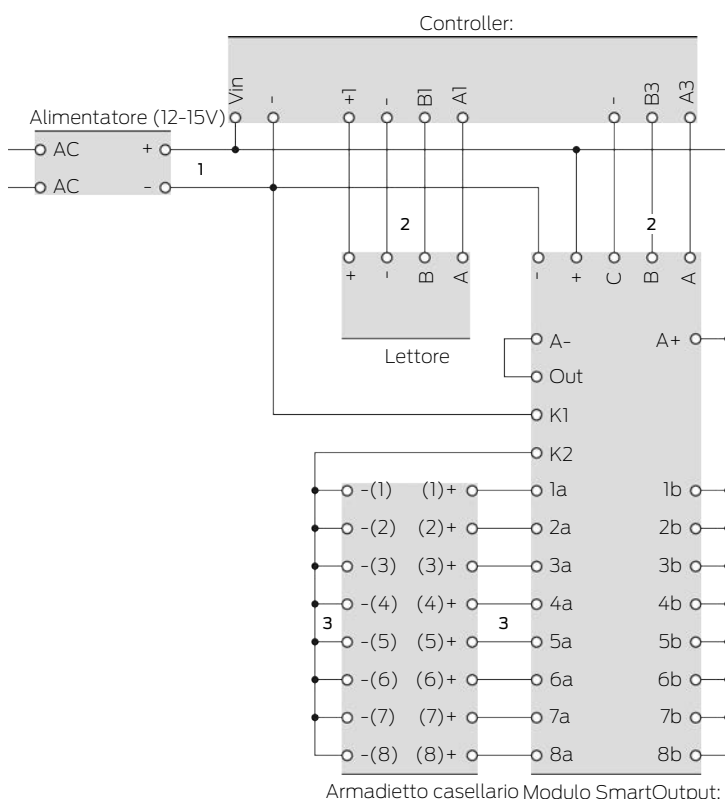 Controller:
Vin - +1 - B1 A1 - B3 A3
Alimentatore (12-15V)
AC +
AC -
1
2 2
+ - B A
- + C B A
Lettore
A- A+
Out
K1
K2
-(1) (1)+ 1a 1b
-(2) (2)+ 2a 2b
-(3) (3)+ 3a 3b
-(4) (4)+ 4a 4b
3 3
-(5) (5)+ 5a 5b
-(6) (6)+ 6a 6b
-(7) (7)+ 7a 7b
-(8) (8)+ 8a 8b
Armadietto casellario
Modulo SmartOutput: